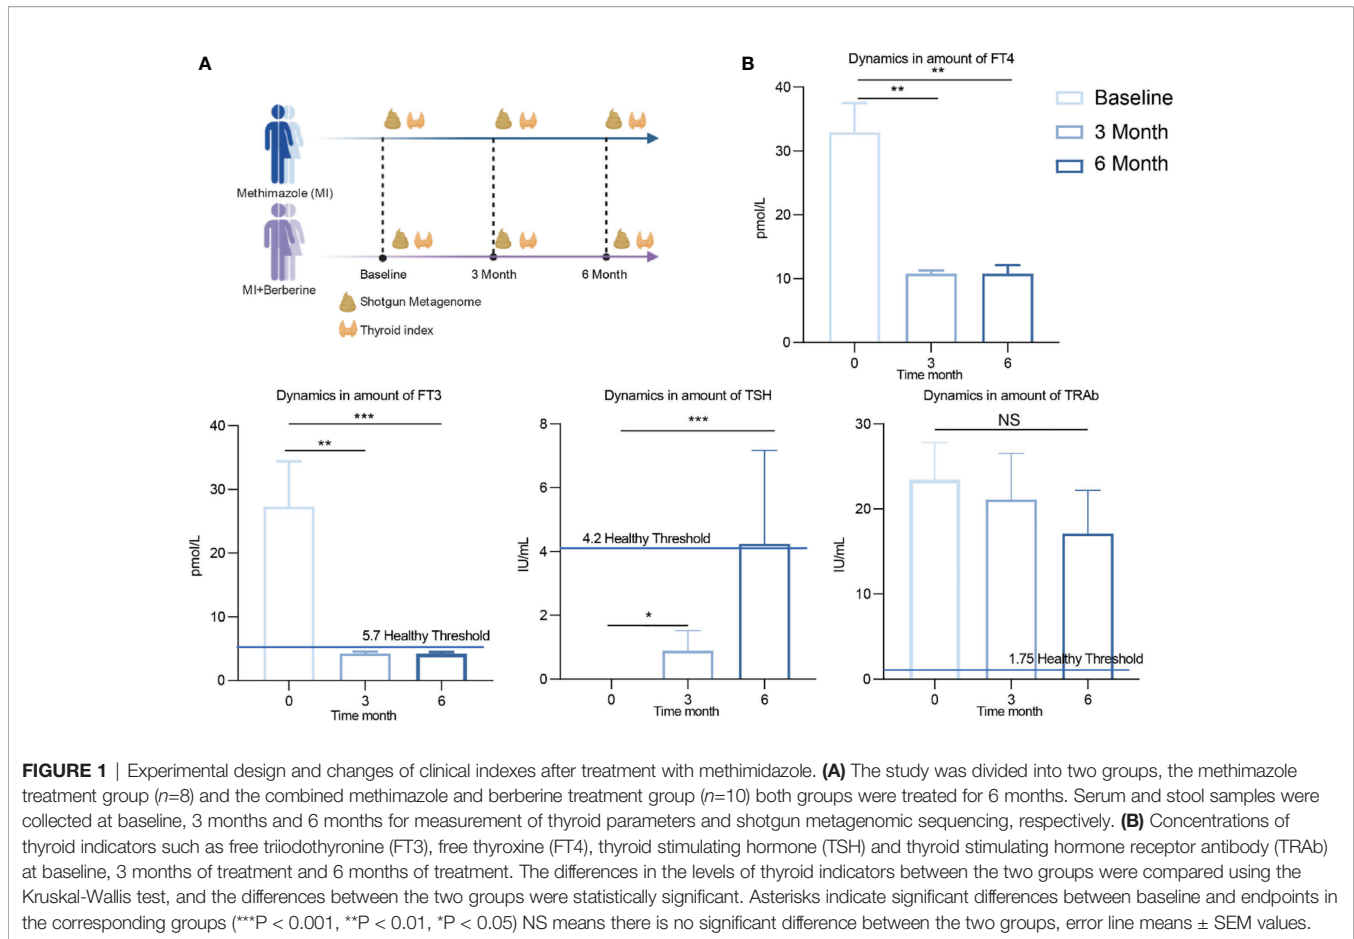 A
Methimazole (MI)
MI+Berberine
Baseline
3 Month
6 Month
Shotgun Metagenome
Thyroid index
B
Dynamics in amount of FT4
**
**
40
30
20
10
0
pmol/L
0
3
6
Time month
Baseline
3 Month
6 Month
Dynamics in amount of FT3
***
**
40
30
20
10
0
pmol/L
5.7 Healthy Threshold
0
3
6
Time month
Dynamics in amount of TSH
***
8
6
4
2
0
IU/mL
4.2 Healthy Threshold
*
0
3
6
Time month
Dynamics in amount of TRAb
NS
30
20
10
0
IU/mL
1.75 Healthy Threshold
0
3
6
Time month
FIGURE 1 | Experimental design and changes of clinical indexes after treatment with methimidazole. (A) The study was divided into two groups, the methimazole
treatment group (n=8) and the combined methimazole and berberine treatment group (n=10) both groups were treated for 6 months. Serum and stool samples were
collected at baseline, 3 months and 6 months for measurement of thyroid parameters and shotgun metagenomic sequencing, respectively. (B) Concentrations of
thyroid indicators such as free triiodothyronine (FT3), free thyroxine (FT4), thyroid stimulating hormone (TSH) and thyroid stimulating hormone receptor antibody (TRAb)
at baseline, 3 months of treatment and 6 months of treatment. The differences in the levels of thyroid indicators between the two groups were compared using the
Kruskal-Wallis test, and the differences between the two groups were statistically significant. Asterisks indicate significant differences between baseline and endpoints in
the corresponding groups (***P < 0.001, **P < 0.01, *P < 0.05) NS means there is no significant difference between the two groups, error line means ± SEM values.